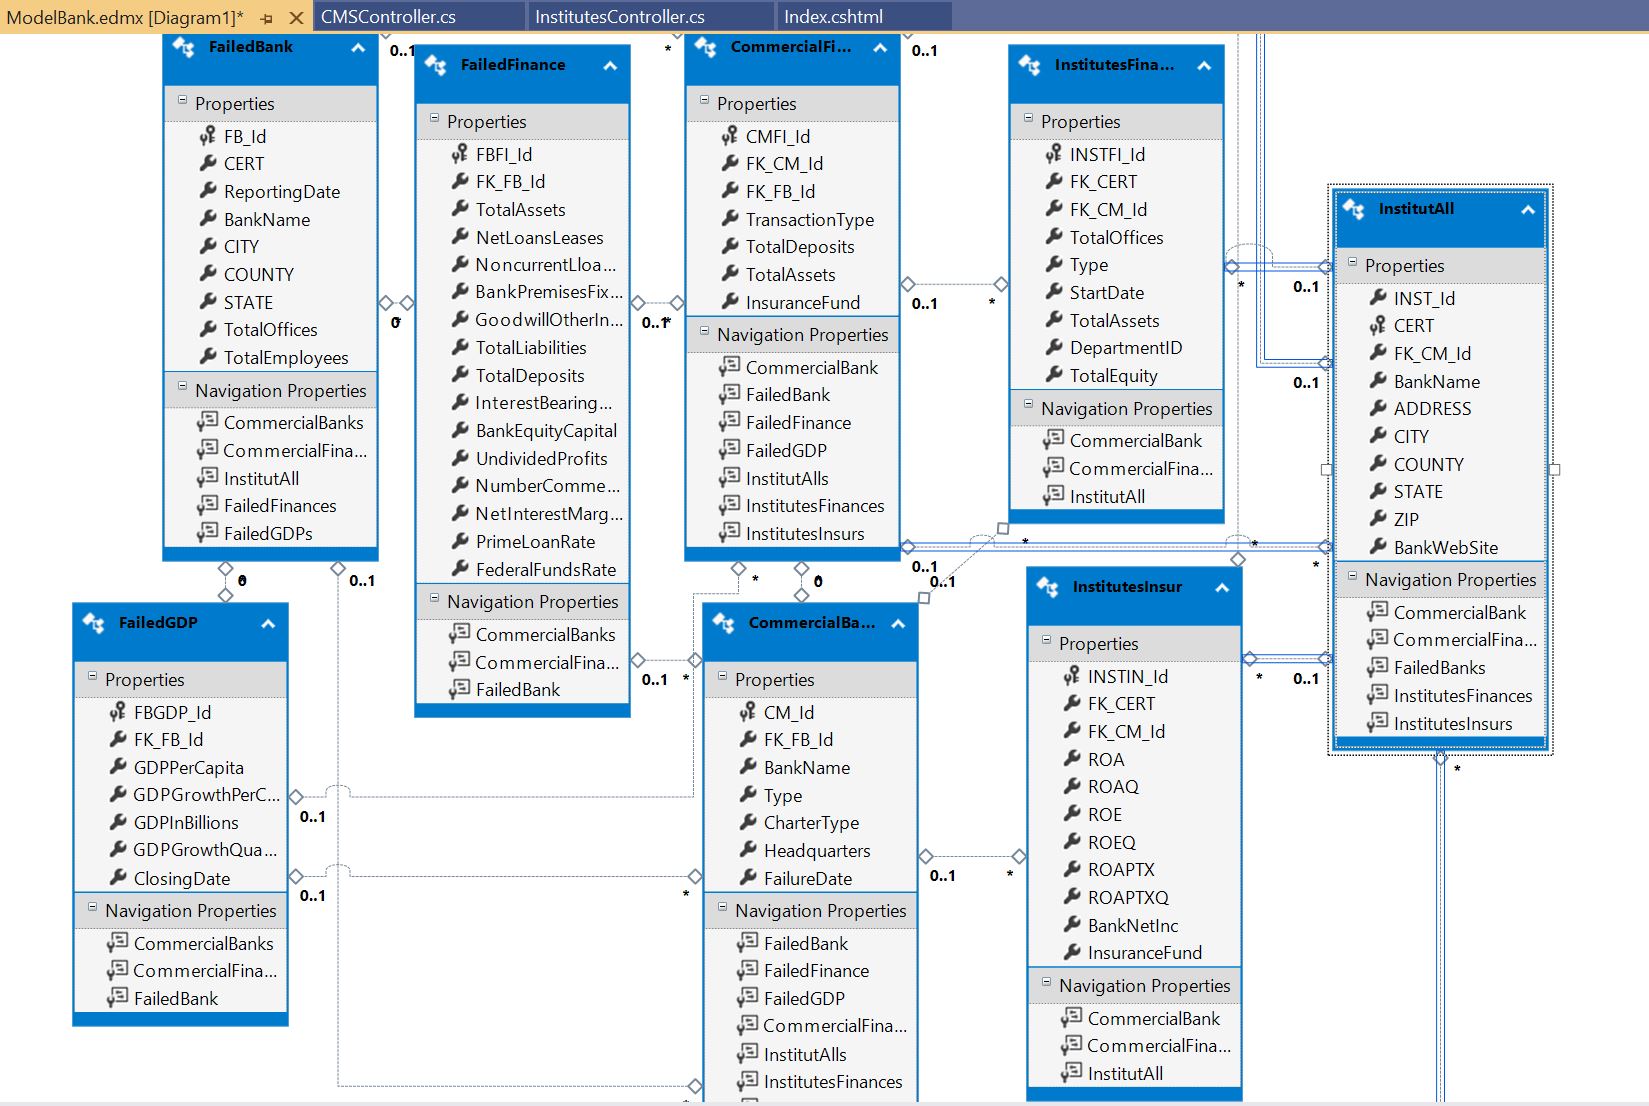 ModelBank.edmx [Diagram1]*
CMSController.cs
InstitutesController.cs
Index.cshtml
FailedBank
Properties
FB_Id
CERT
ReportingDate
BankName
CITY
COUNTY
STATE
TotalOffices
TotalEmployees
Navigation Properties
CommercialBanks
CommercialFina...
InstitutAll
FailedFinances
FailedGDPs
0..1
*
0..1
FailedFinance
Properties
FBFI_Id
FK_FB_Id
TotalAssets
NetLoansLeases
NoncurrentLloa...
BankPremisesFix...
GoodwillOtherIn...
TotalLiabilities
TotalDeposits
InterestBearing...
BankEquityCapital
UndividedProfits
NumberComme...
NetInterestMarg...
PrimeLoanRate
FederalFundsRate
Navigation Properties
CommercialBanks
CommercialFina...
FailedBank
0..1
*
CommercialFi...
Properties
CMFI_Id
FK_CM_Id
FK_FB_Id
TransactionType
TotalDeposits
TotalAssets
InsuranceFund
Navigation Properties
CommercialBank
FailedBank
FailedFinance
FailedGDP
InstitutAlls
InstitutesFinances
InstitutesInsurs
0..1
0..1
*
InstitutesFina...
Properties
INSTFI_Id
FK_CERT
FK_CM_Id
TotalOffices
Type
StartDate
TotalAssets
DepartmentID
TotalEquity
Navigation Properties
CommercialBank
CommercialFina...
InstitutAll
*
0..1
0..1
InstitutAll
Properties
INST_Id
CERT
FK_CM_Id
BankName
ADDRESS
CITY
COUNTY
STATE
ZIP
BankWebSite
Navigation Properties
CommercialBank
CommercialFina...
FailedBanks
InstitutesFinances
InstitutesInsurs
*
0..1
0..1
*
*
*
*
FailedGDP
Properties
FBGDP_Id
FK_FB_Id
GDPPerCapita
GDPGrowthPerC...
GDPInBillions
GDPGrowthQua...
ClosingDate
Navigation Properties
CommercialBanks
CommercialFina...
FailedBank
0..1
0..1
*
CommercialBa...
Properties
CM_Id
FK_FB_Id
BankName
Type
CharterType
Headquarters
FailureDate
Navigation Properties
FailedBank
FailedFinance
FailedGDP
CommercialFina...
InstitutAlls
InstitutesFinances
0..1
*
InstitutesInsur
Properties
INSTIN_Id
FK_CERT
FK_CM_Id
ROA
ROAQ
ROE
ROEQ
ROAPTX
ROAPTXQ
BankNetInc
InsuranceFund
Navigation Properties
CommercialBank
CommercialFina...
InstitutAll
*
0..1